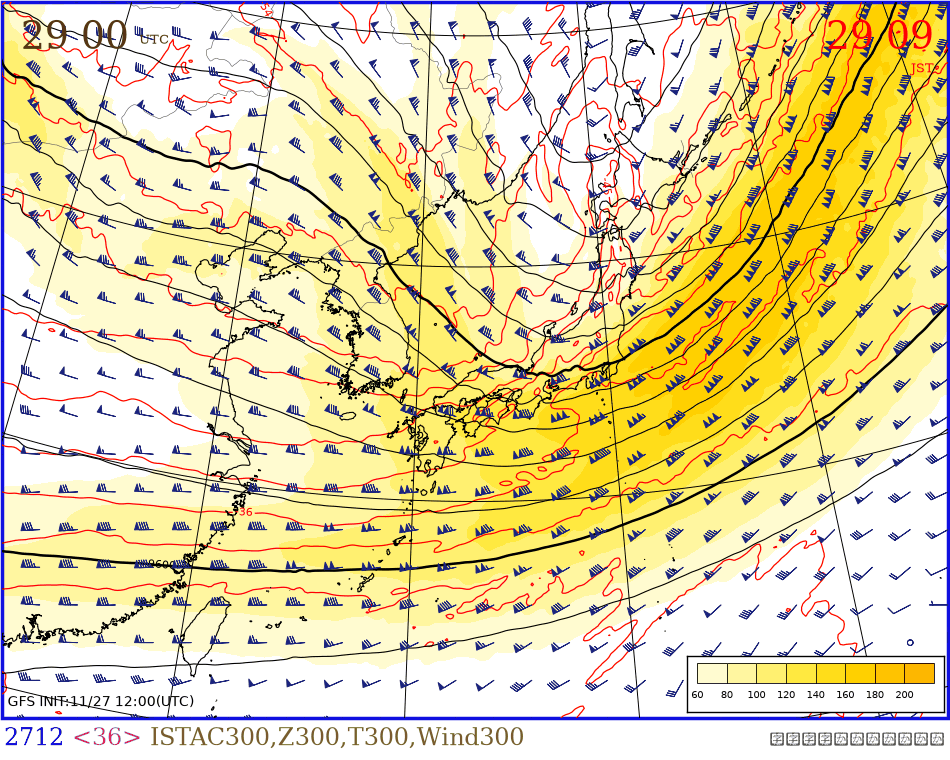 29 00 UTC
29 09
JST
36
9600
60 80 100 120 140 160 180 200
GFS INIT:11/27 12:00(UTC)
2712 <36> ISTAC300,Z300,T300,Wind300